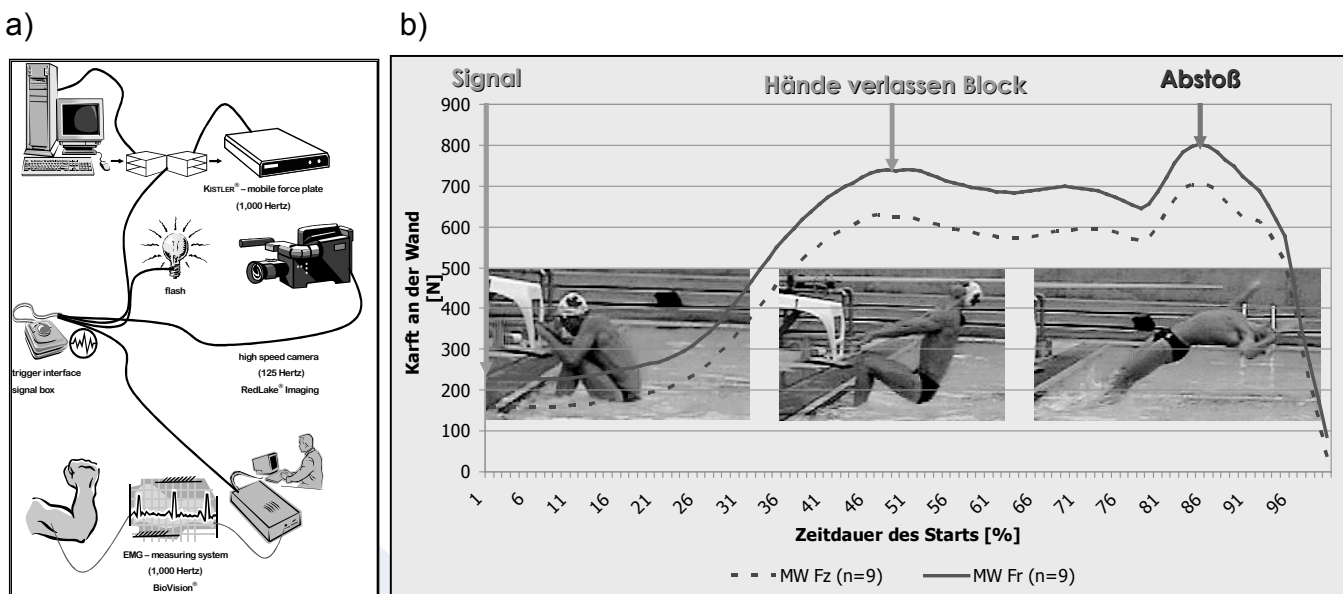 a)
KISTLER® – mobile force plate
(1,000 Hertz)
flash
trigger interface
signal box
high speed camera
(125 Hertz)
RedLake® Imaging
EMG – measuring system
(1,000 Hertz)
BioVision®
b)
Signal
Hände verlassen Block
Abstoß
Karft an der Wand
[N]
900
800
700
600
500
400
300
200
100
0
1
6
11
16
21
26
31
36
41
46
51
56
61
66
71
76
81
86
91
96
Zeitdauer des Starts [%]
MW Fz (n=9)
MW Fr (n=9)